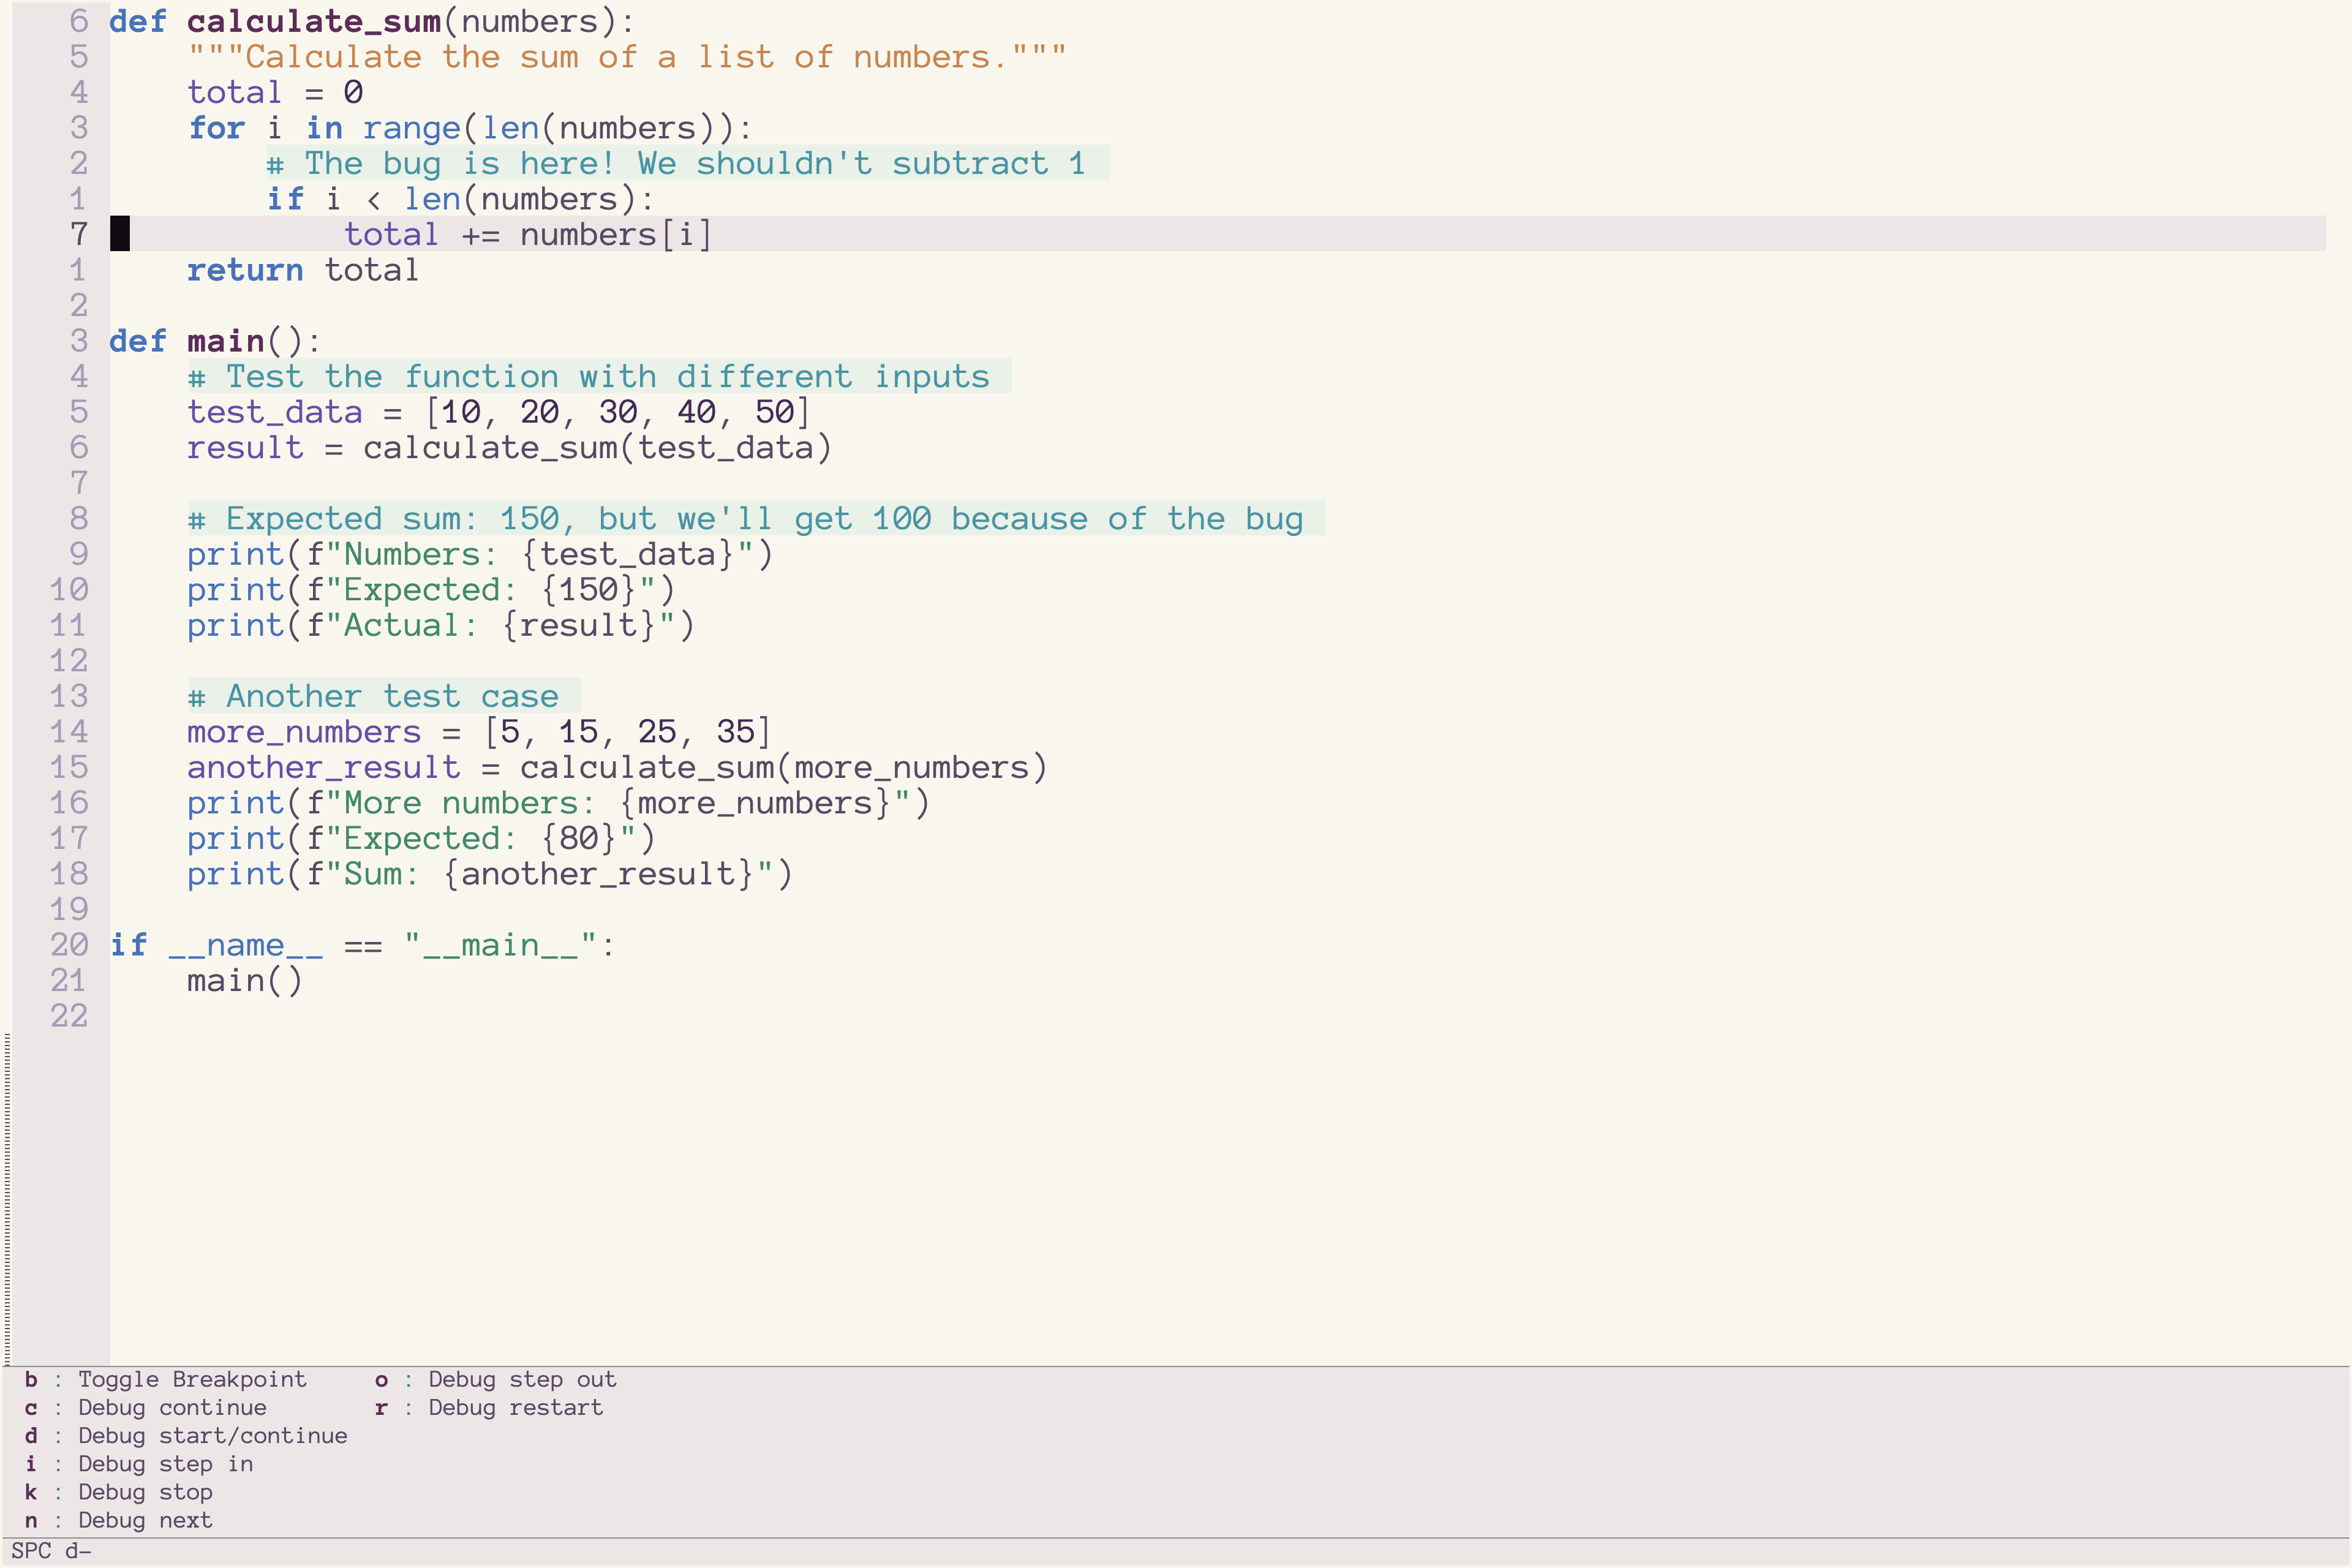 6 def calculate_sum(numbers):
5     """Calculate the sum of a list of numbers."""
4     total = 0
3     for i in range(len(numbers)):
2         # The bug is here! We shouldn't subtract 1
1         if i < len(numbers):
7             total += numbers[i]
1     return total
2
3 def main():
4     # Test the function with different inputs
5     test_data = [10, 20, 30, 40, 50]
6     result = calculate_sum(test_data)
7
8     # Expected sum: 150, but we'll get 100 because of the bug
9     print(f"Numbers: {test_data}")
10     print(f"Expected: {150}")
11     print(f"Actual: {result}")
12
13     # Another test case
14     more_numbers = [5, 15, 25, 35]
15     another_result = calculate_sum(more_numbers)
16     print(f"More numbers: {more_numbers}")
17     print(f"Expected: {80}")
18     print(f"Sum: {another_result}")
19
20 if __name__ == "__main__":
21     main()
22
b : Toggle Breakpoint     o : Debug step out
c : Debug continue        r : Debug restart
d : Debug start/continue
i : Debug step in
k : Debug stop
n : Debug next
SPC d-